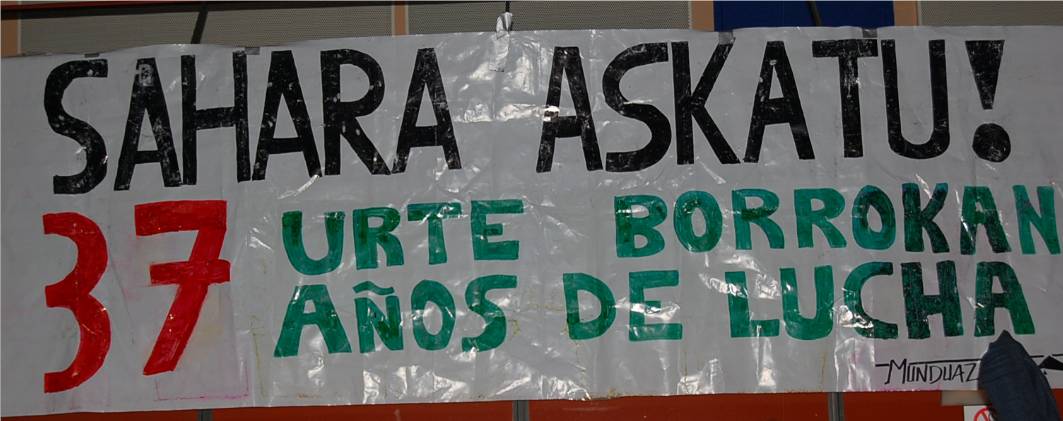 SAHARA ASKATU!
37 URTE BORROKAN
AÑOS DE LUCHA